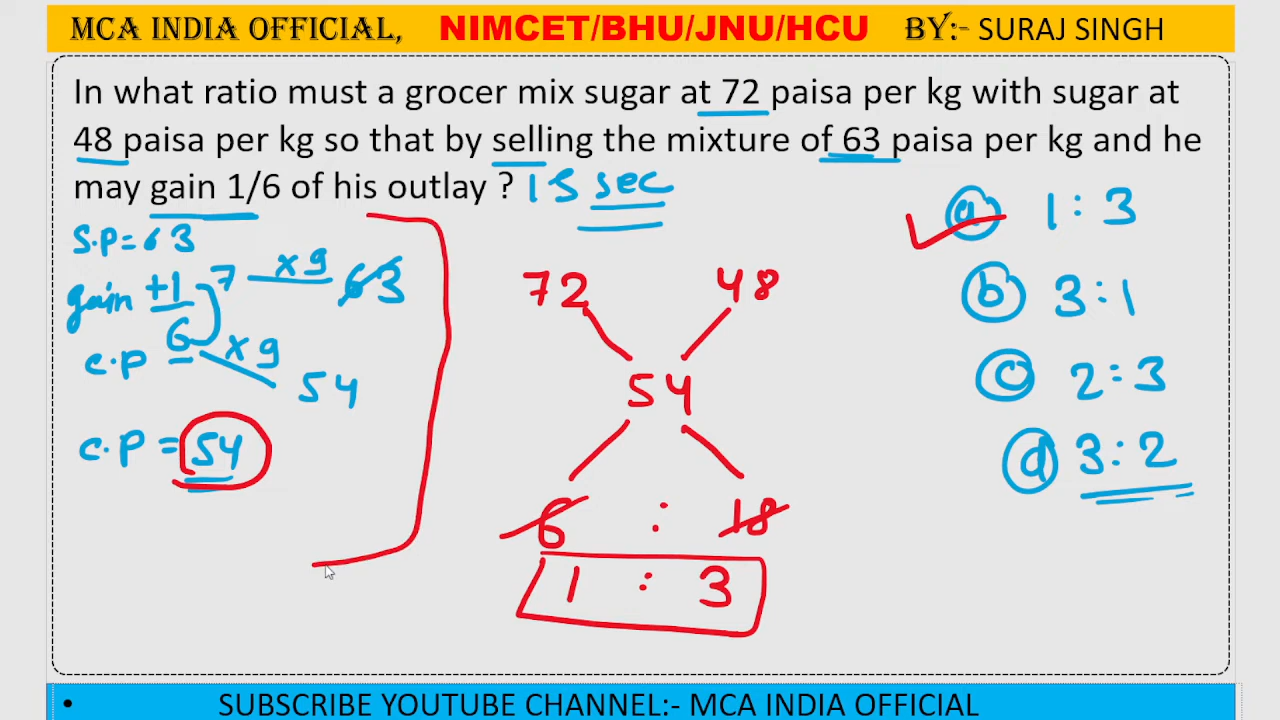 MCA INDIA OFFICIAL, NIMCET/BHU/JNU/HCU BY:- SURAJ SINGH
In what ratio must a grocer mix sugar at 72 paisa per kg with sugar at
48 paisa per kg so that by selling the mixture of 63 paisa per kg and he
may gain 1/6 of his outlay ? 15 sec
S.P = 63
gain +1/6 7 x9 63
C.P x9 54
C.P = 54
72 48
54
6 : 18
1 : 3
a 1 : 3
b 3 : 1
c 2 : 3
d 3 : 2
• SUBSCRIBE YOUTUBE CHANNEL:- MCA INDIA OFFICIAL